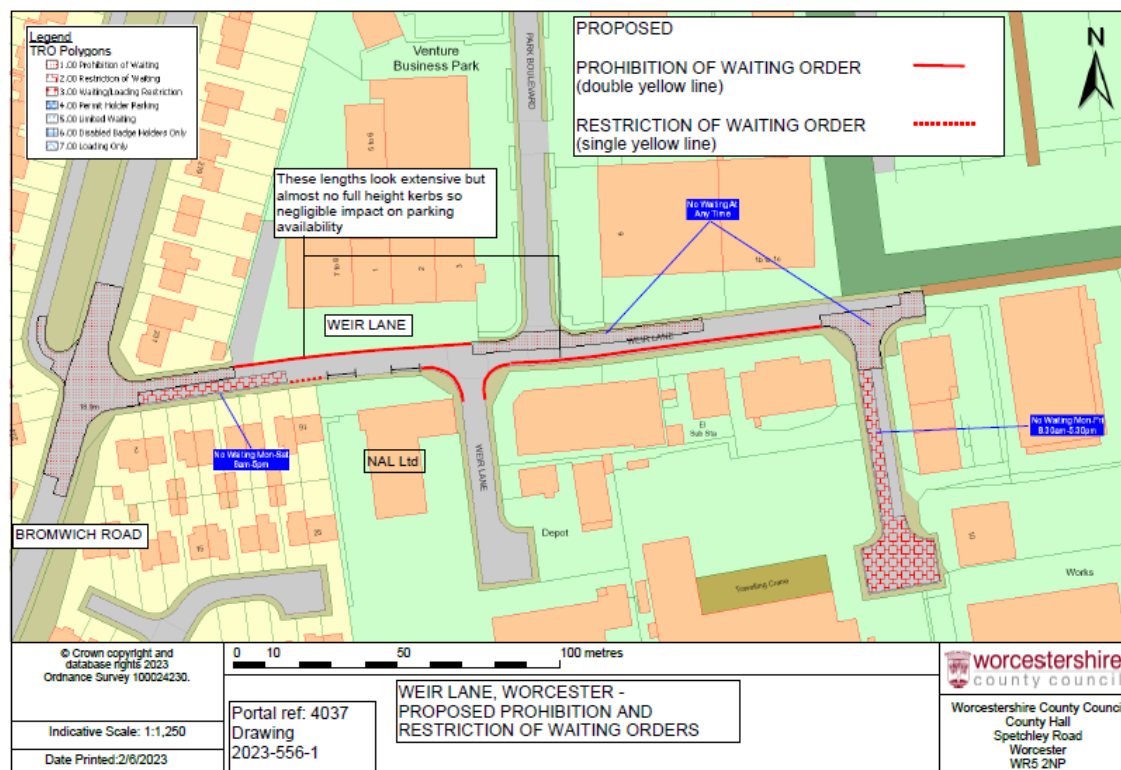 Legend
TRO Polygons
1.00 Prohibition of Waiting
2.00 Restriction of Waiting
3.00 Waiting/Loading Restriction
4.00 Permit Holder Parking
5.00 Limited Waiting
6.00 Disabled Badge Holders Only
7.00 Loading Only
Venture
Business Park
PARK BOULEVARD
PROPOSED
PROHIBITION OF WAITING ORDER
(double yellow line)
RESTRICTION OF WAITING ORDER
(single yellow line)
N
These lengths look extensive but
almost no full height kerbs so
negligible impact on parking
availability
No Waiting At
Any Time
1
2
3
WEIR LANE
WEIR LANE
No Waiting Mon-Sat
8am-5pm
No Waiting Mon-Fri
8.30am-5.30pm
El
Sub Sta
NAL Ltd
WEIR LANE
BROMWICH ROAD
Depot
Travelling Crane
Works
© Crown copyright and
database rights 2023
Ordnance Survey 100024230.
Indicative Scale: 1:1,250
Date Printed:2/6/2023
0 10 50 100 metres
Portal ref: 4037
Drawing
2023-556-1
WEIR LANE, WORCESTER -
PROPOSED PROHIBITION AND
RESTRICTION OF WAITING ORDERS
worcestershire
county council
Worcestershire County Council
County Hall
Spetchley Road
Worcester
WR5 2NP